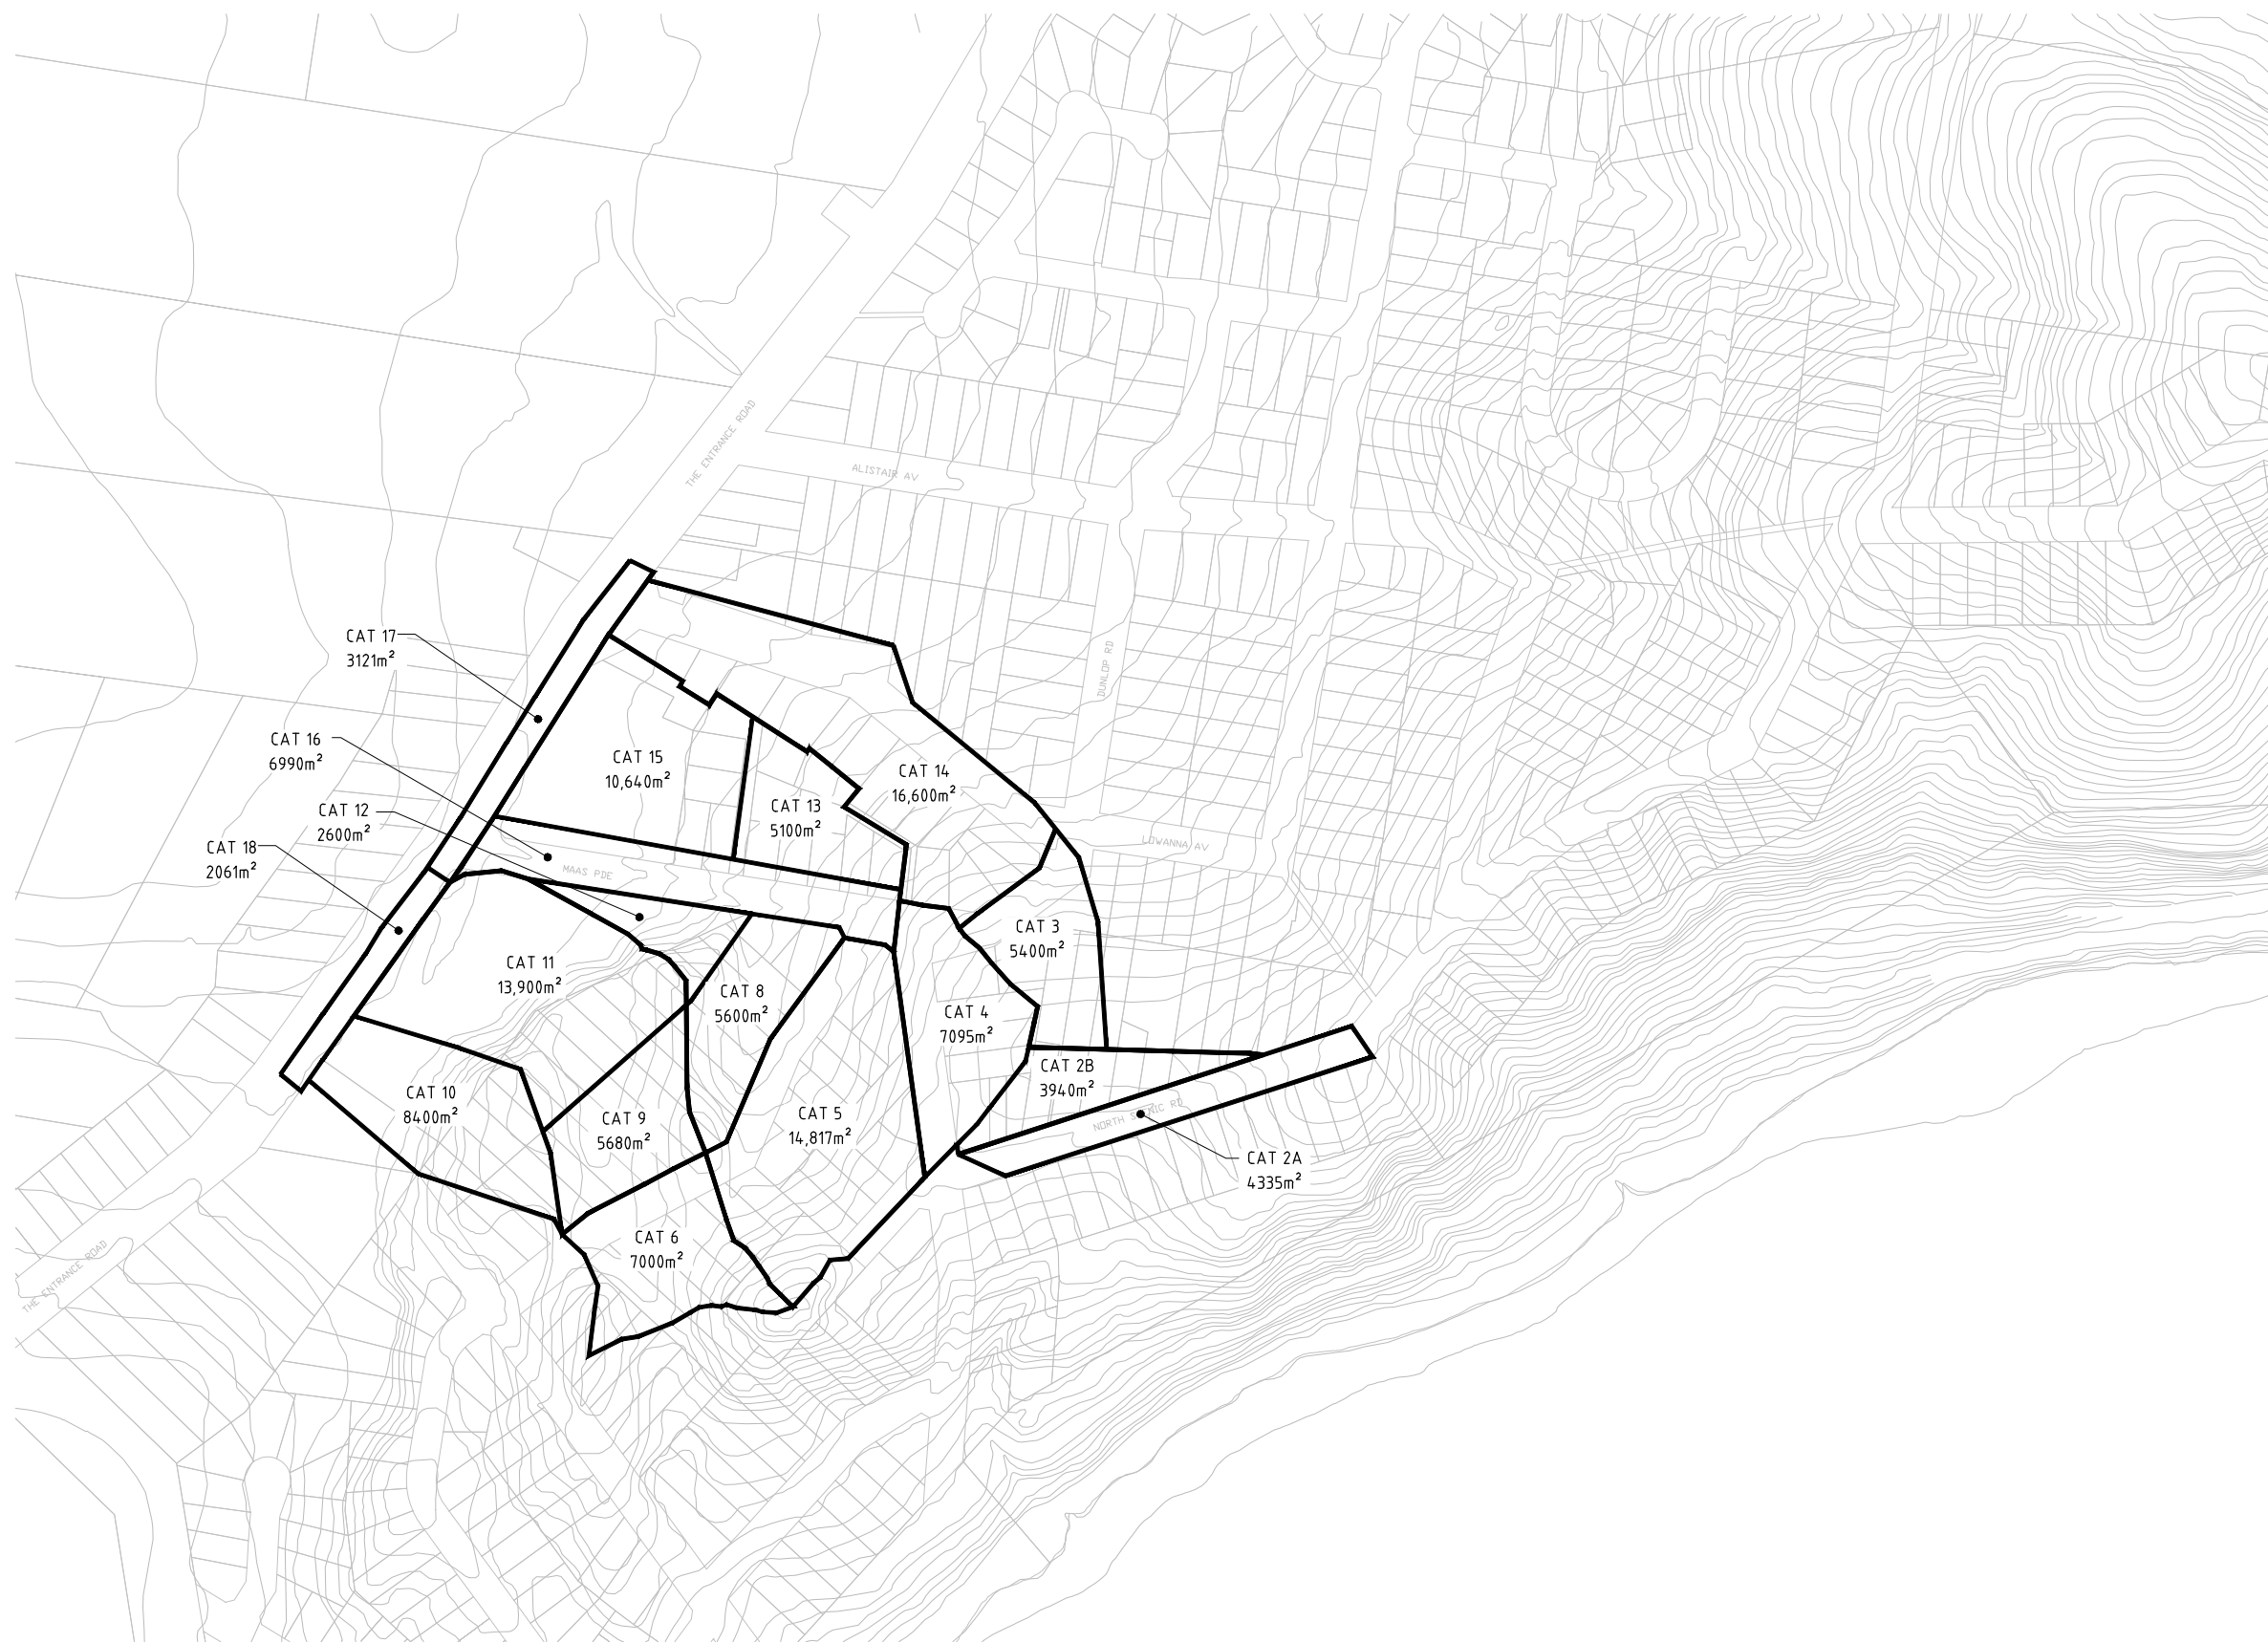 THE ENTRANCE ROAD
ALISTAIR AV
CAT 17
3121m²
DUNLOP RD
CAT 16
6990m²
CAT 15
10,640m²
CAT 14
16,600m²
CAT 13
5100m²
CAT 12
2600m²
CAT 18
2061m²
LOWANNA AV
MAAS PDE
CAT 3
5400m²
CAT 11
13,900m²
CAT 8
5600m²
CAT 4
7095m²
CAT 2B
3940m²
CAT 10
8400m²
CAT 9
5680m²
CAT 5
14,817m²
NORTH SCENIC RD
CAT 2A
4335m²
CAT 6
7000m²
THE ENTRANCE ROAD